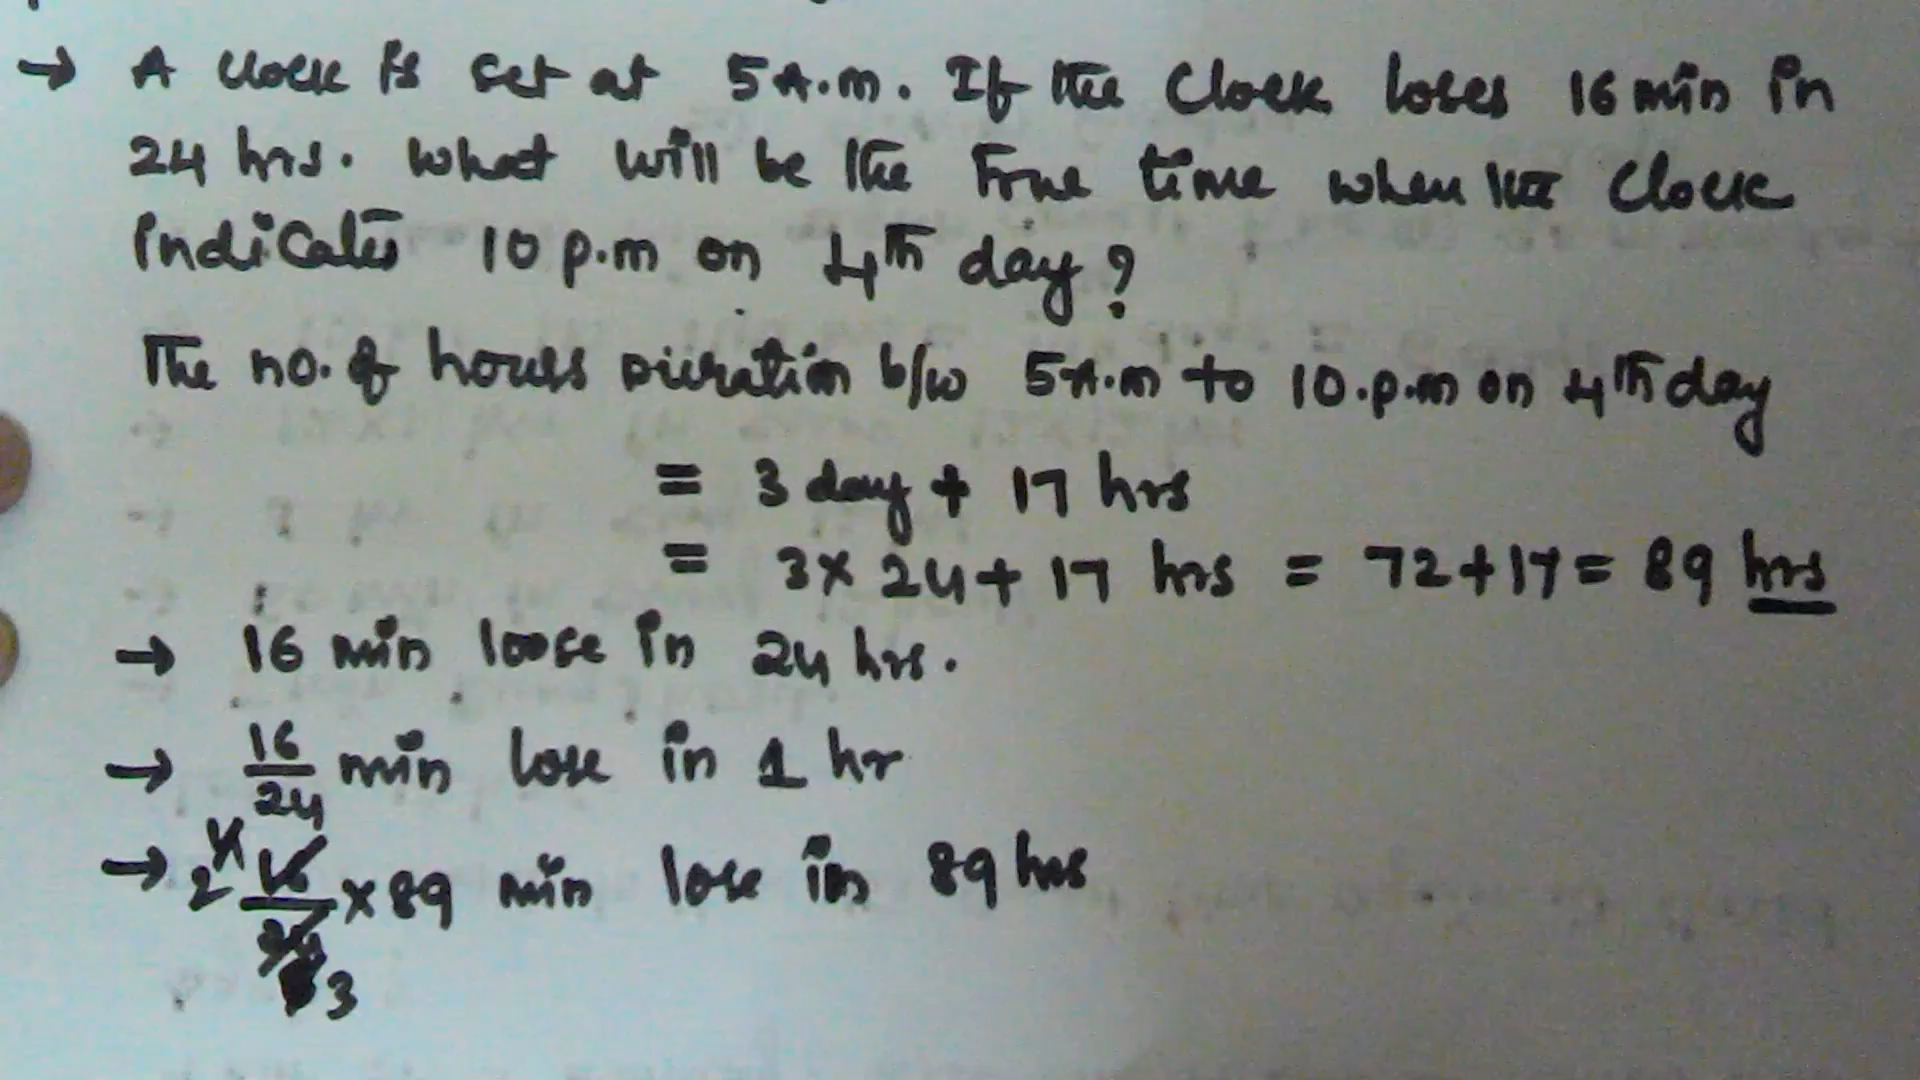 → A clock is set at 5 A.m. If the clock loses 16 min in
24 hrs. what will be the True time when the clock
indicates 10 p.m on 4th day?
The no. of hours Duration b/w 5 A.m to 10.p.m on 4th day
= 3 day + 17 hrs
= 3 x 24 + 17 hrs = 72 + 17 = 89 hrs
→ 16 min loose in 24 hrs.
→ 16/24 min lose in 1 hr
→ 2 16/24 3 x 89 min lose in 89 hrs